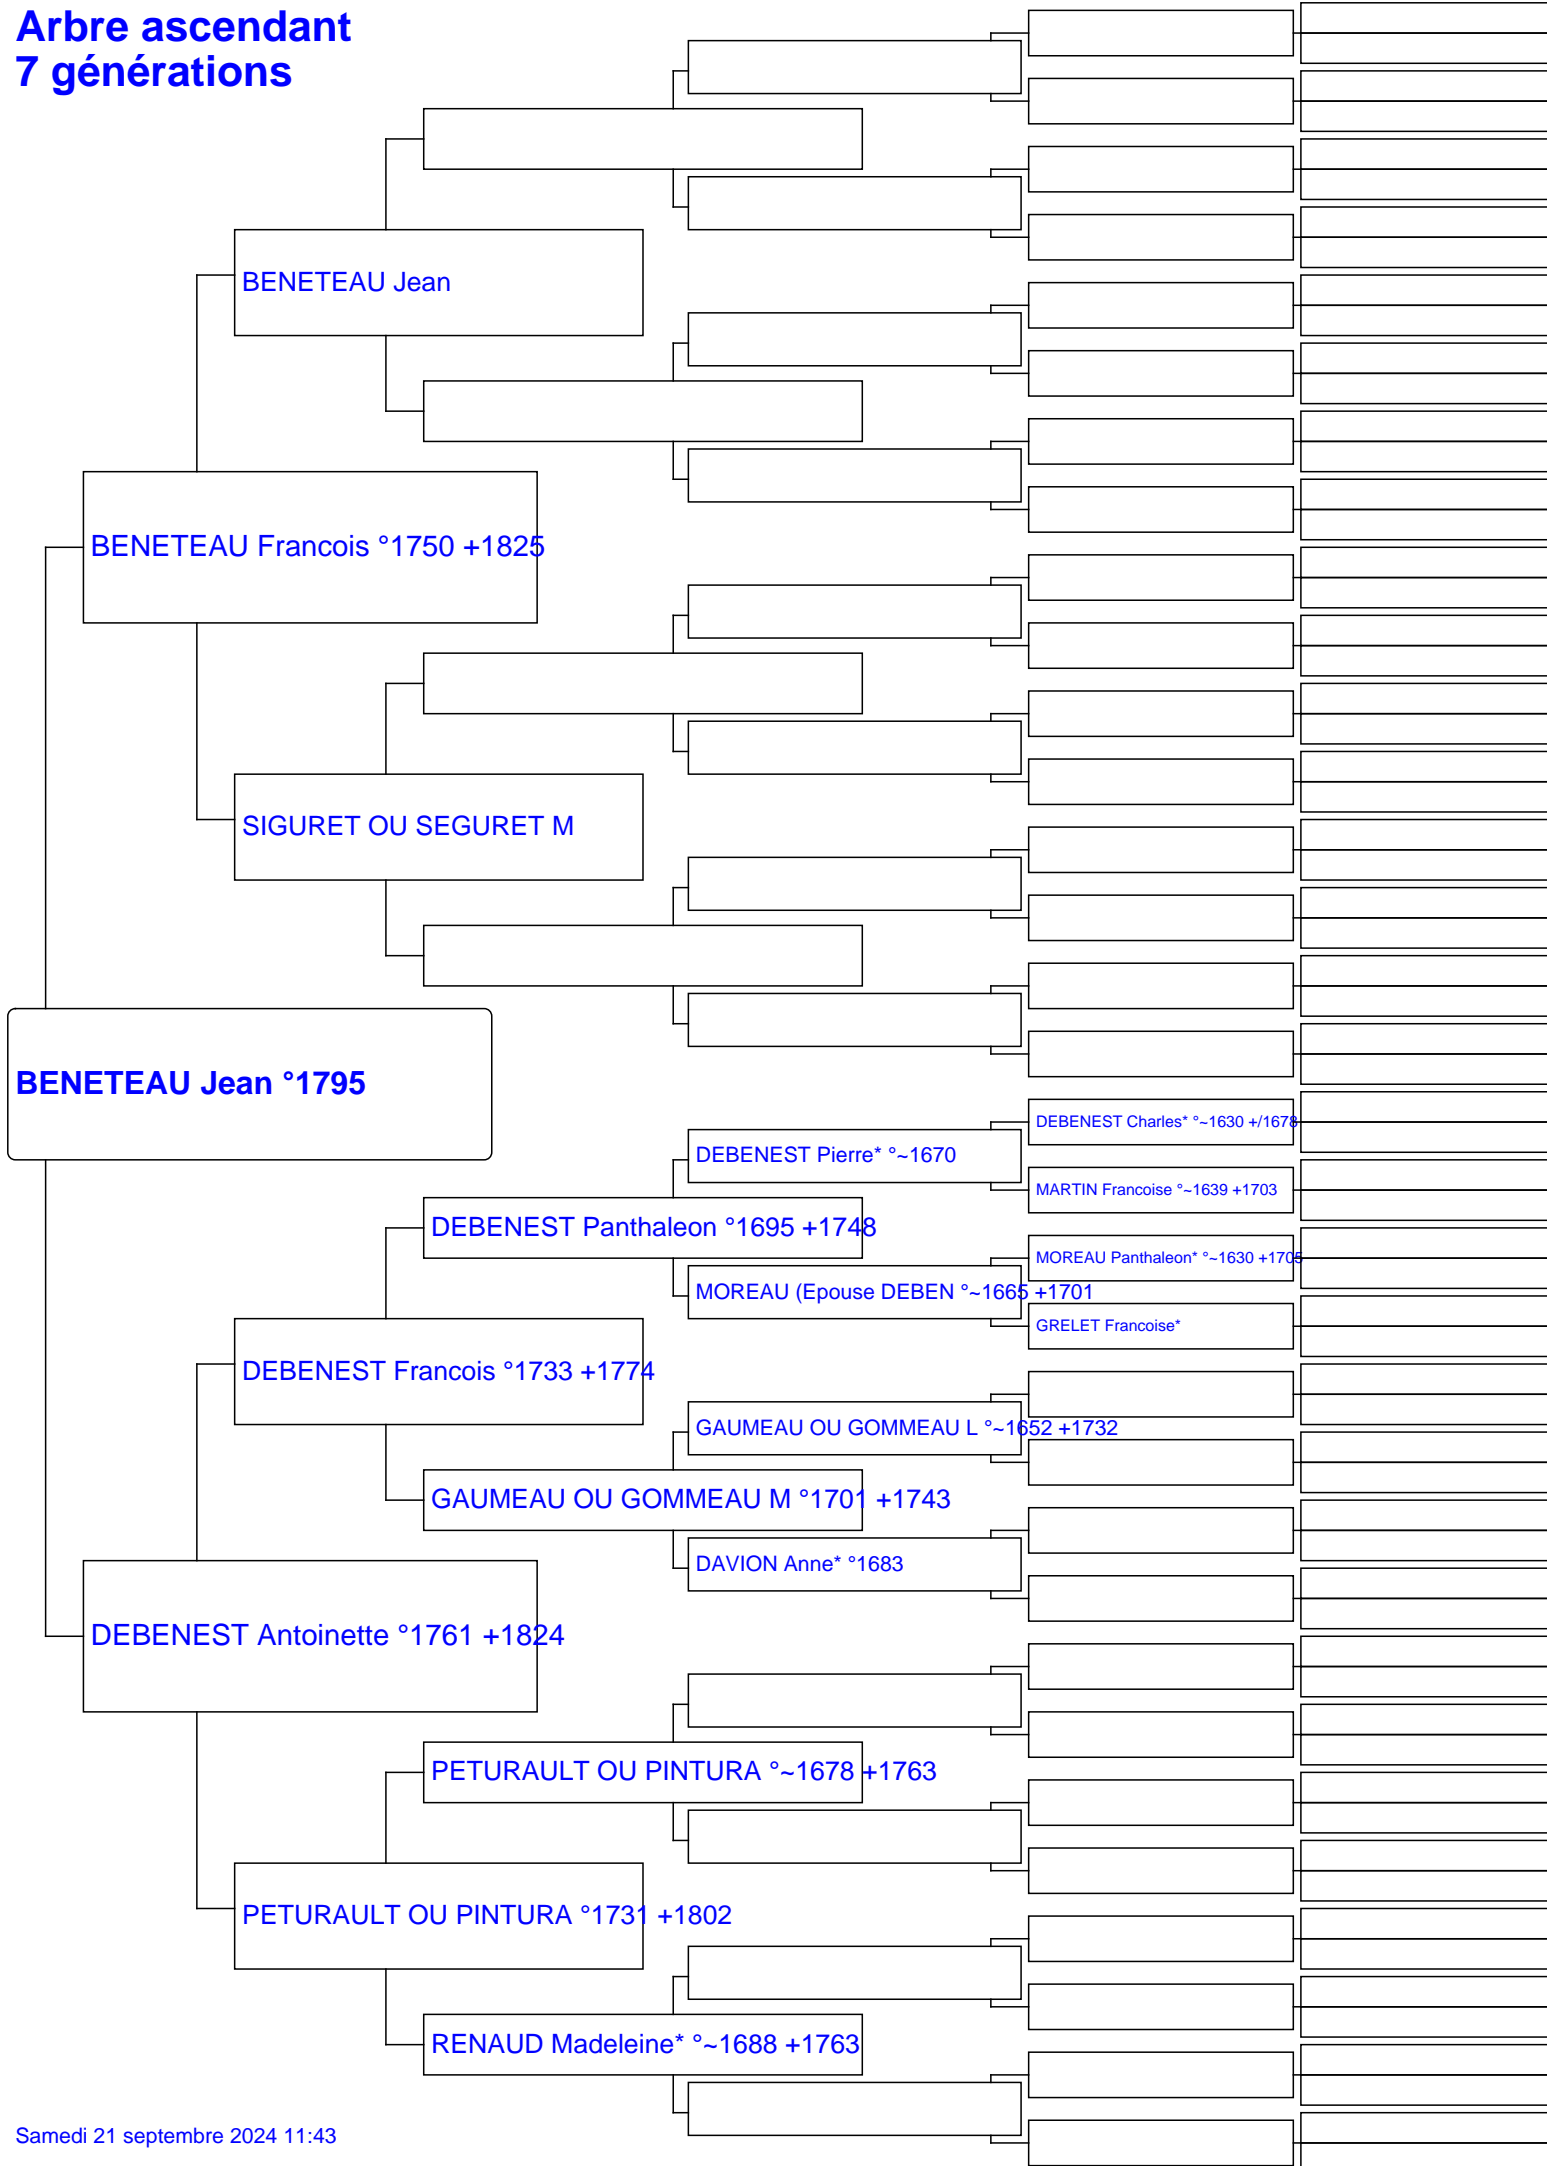 Arbre ascendant
7 générations
BENETEAU Jean
BENETEAU Francois °1750 +1825
SIGURET OU SEGURET M
BENETEAU Jean °1795
DEBENEST Charles* °~1630 +/1678
DEBENEST Pierre* °~1670
MARTIN Francoise °~1639 +1703
DEBENEST Panthaleon °1695 +1748
MOREAU Panthaleon* °~1630 +1705
MOREAU (Epouse DEBEN °~1665 +1701
GRELET Francoise*
DEBENEST Francois °1733 +1774
GAUMEAU OU GOMMEAU L °~1652 +1732
GAUMEAU OU GOMMEAU M °1701 +1743
DAVION Anne* °1683
DEBENEST Antoinette °1761 +1824
PETURAULT OU PINTURA °~1678 +1763
PETURAULT OU PINTURA °1731 +1802
RENAUD Madeleine* °~1688 +1763
Samedi 21 septembre 2024 11:43